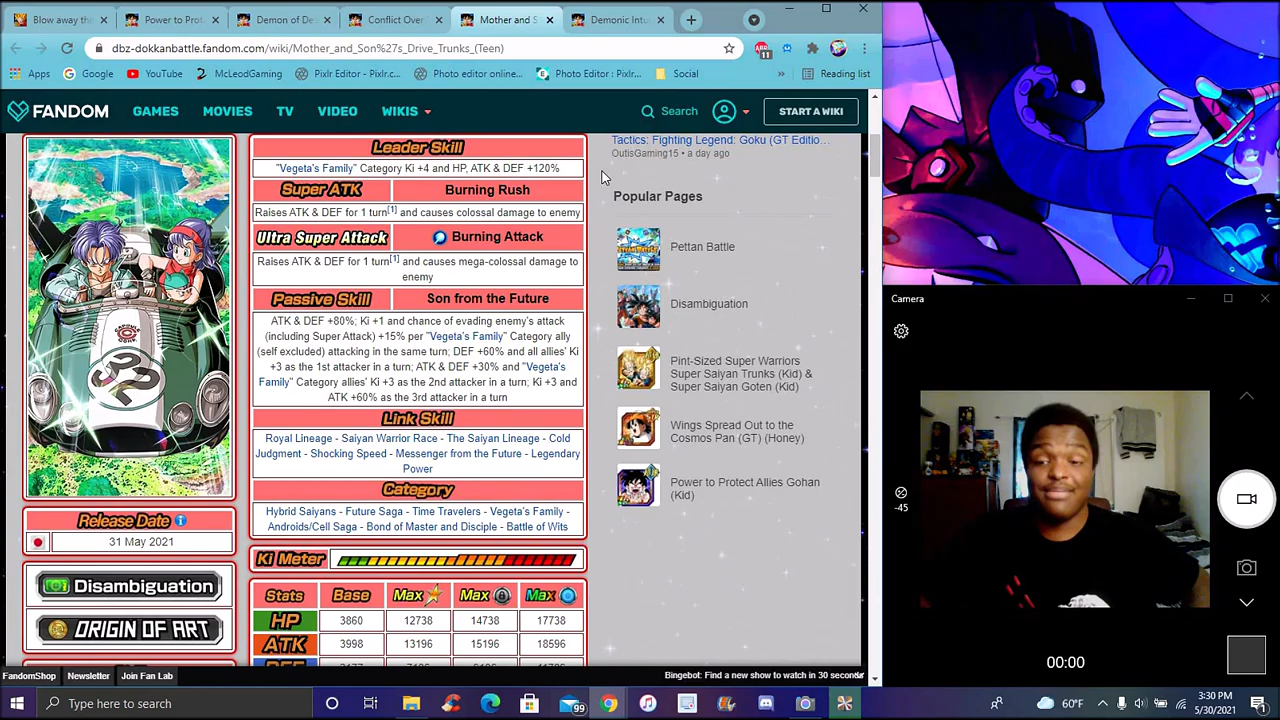 Blow away the
Power to Prot
Demon of De
Conflict Over
Mother and S
Demonic Intu
dbz-dokkanbattle.fandom.com/wiki/Mother_and_Son%27s_Drive_Trunks_(Teen)
11
Apps Google YouTube McLeodGaming Pixlr Editor - Pixlr.c... Photo editor online... Photo Editor : Pixlr... Social » Reading list
FANDOM GAMES MOVIES TV VIDEO WIKIS Search START A WIKI
Leader Skill
"Vegeta's Family" Category Ki +4 and HP, ATK & DEF +120%
Super ATK Burning Rush
Raises ATK & DEF for 1 turn[1] and causes colossal damage to enemy
Ultra Super Attack Burning Attack
Raises ATK & DEF for 1 turn[1] and causes mega-colossal damage to
enemy
Passive Skill Son from the Future
ATK & DEF +80%; Ki +1 and chance of evading enemy's attack
(including Super Attack) +15% per "Vegeta's Family" Category ally
(self excluded) attacking in the same turn; DEF +60% and all allies' Ki
+3 as the 1st attacker in a turn; ATK & DEF +30% and "Vegeta's
Family" Category allies' Ki +3 as the 2nd attacker in a turn; Ki +3 and
ATK +60% as the 3rd attacker in a turn
Link Skill
Royal Lineage - Saiyan Warrior Race - The Saiyan Lineage - Cold
Judgment - Shocking Speed - Messenger from the Future - Legendary
Power
Category
Hybrid Saiyans - Future Saga - Time Travelers - Vegeta's Family -
Androids/Cell Saga - Bond of Master and Disciple - Battle of Wits
Ki Meter
Stats Base Max Max Max
HP 3860 12738 14738 17738
ATK 3998 13196 15196 18596
Release Date
31 May 2021
Disambiguation
ORIGIN OF ART
Tactics: Fighting Legend: Goku (GT Editio...
OutisGaming15 • a day ago
Popular Pages
Pettan Battle
Disambiguation
Pint-Sized Super Warriors
Super Saiyan Trunks (Kid) &
Super Saiyan Goten (Kid)
Wings Spread Out to the
Cosmos Pan (GT) (Honey)
Power to Protect Allies Gohan
(Kid)
FandomShop Newsletter Join Fan Lab Bingebot: Find a new show to watch in 30 seconds
Camera
-45
00:00
Type here to search
99
60°F
3:30 PM
5/30/2021